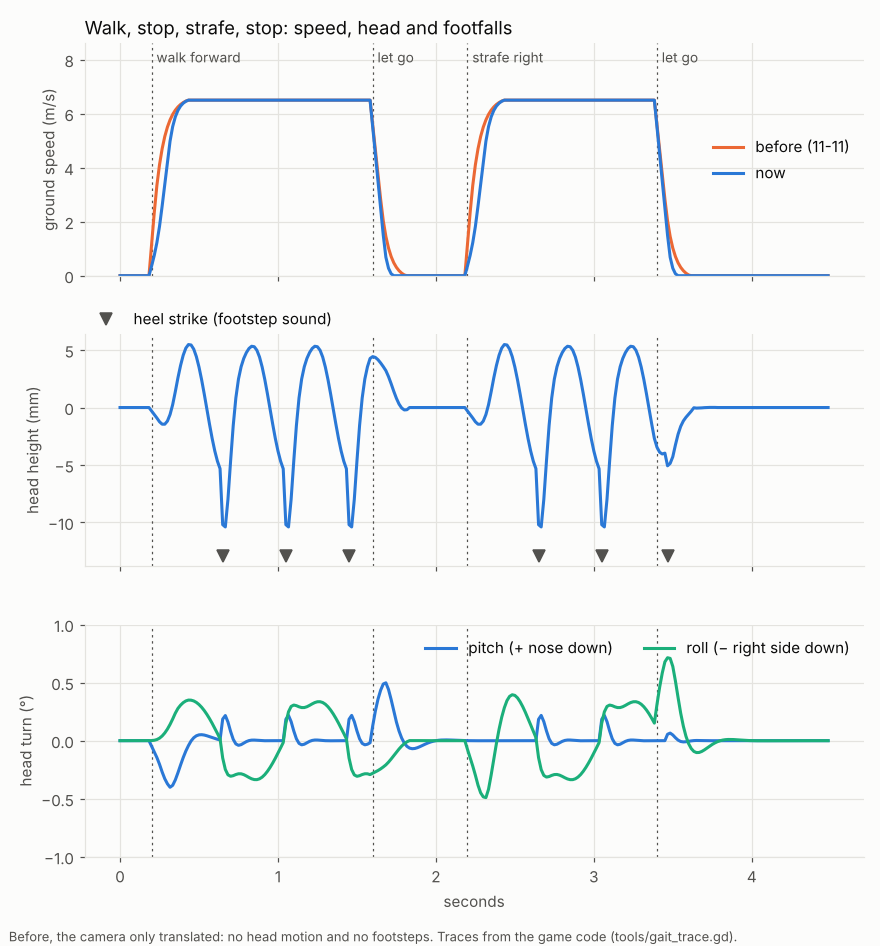 Walk, stop, strafe, stop: speed, head and footfalls
walk forward
let go
strafe right
let go
8
6
4
2
0
ground speed (m/s)
before (11-11)
now
heel strike (footstep sound)
5
0
−5
−10
head height (mm)
pitch (+ nose down)
roll (− right side down)
1.0
0.5
0.0
−0.5
−1.0
head turn (°)
0
1
2
3
4
seconds
Before, the camera only translated: no head motion and no footsteps. Traces from the game code (tools/gait_trace.gd).